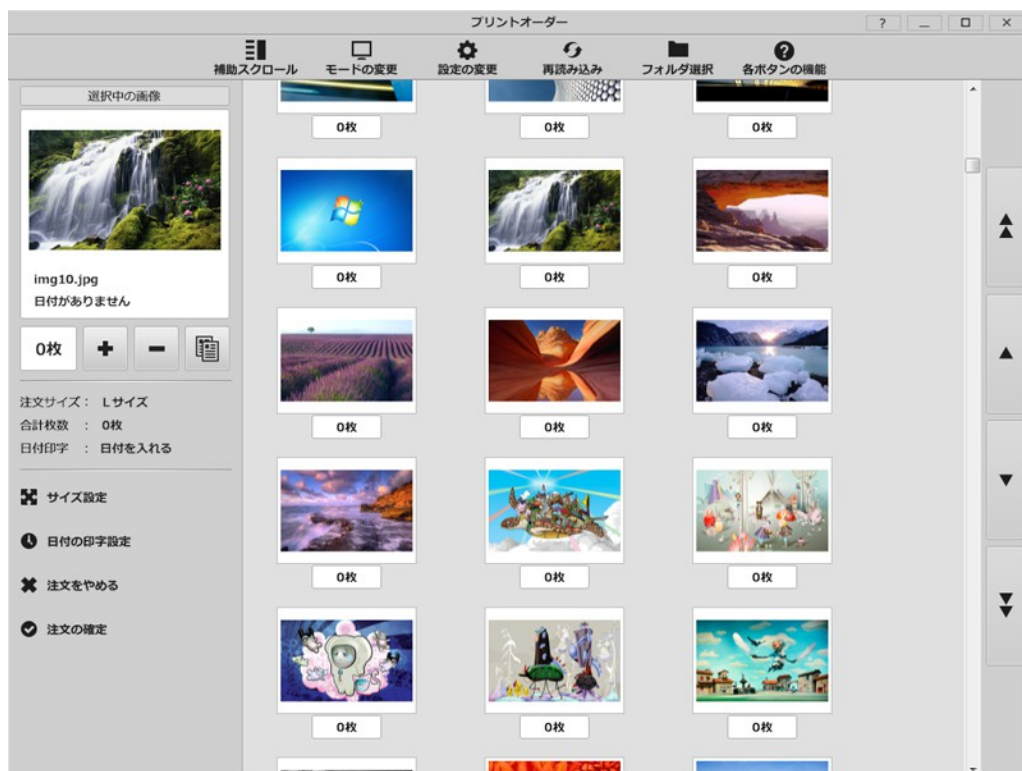 プリントオーダー
補助スクロール モードの変更 設定の変更 再読み込み フォルダ選択 各ボタンの機能
選択中の画像
img10.jpg
日付がありません
0枚
注文サイズ： Lサイズ
合計枚数 ： 0枚
日付印字 ： 日付を入れる
サイズ設定
日付の印字設定
注文をやめる
注文の確定
0枚 0枚 0枚
0枚 0枚 0枚
0枚 0枚 0枚
0枚 0枚 0枚
0枚 0枚 0枚